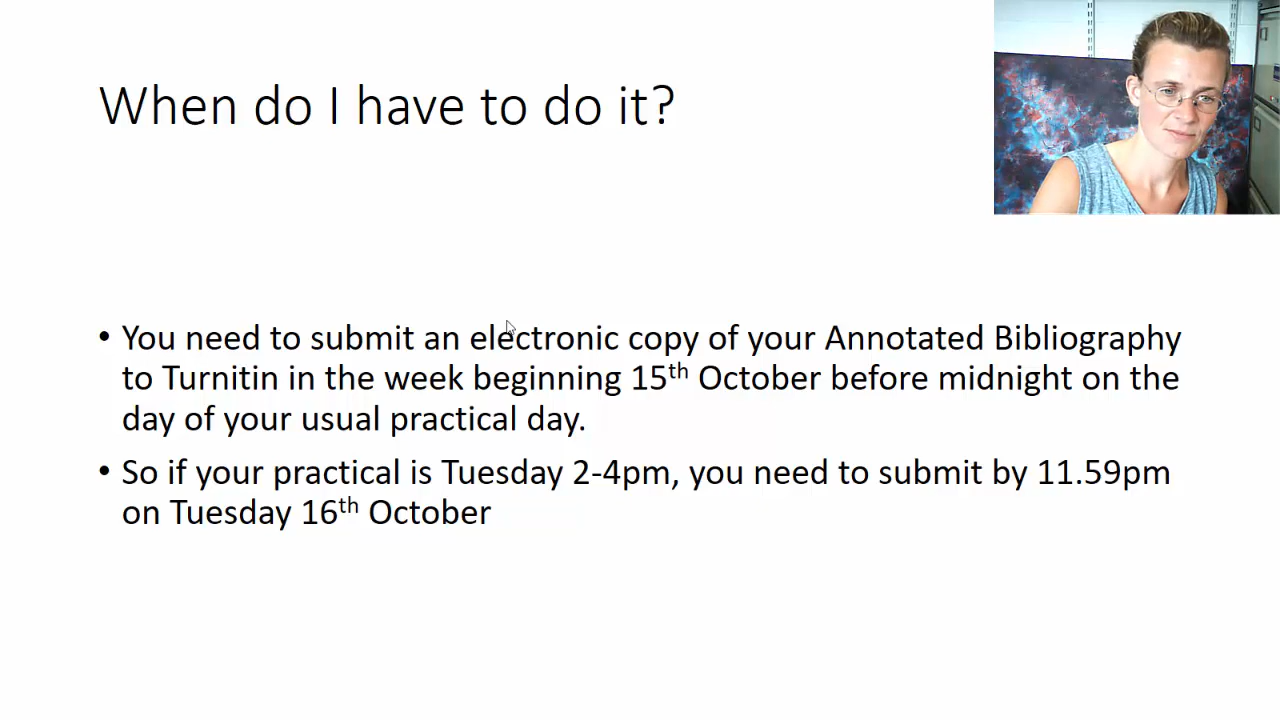 When do I have to do it?
• You need to submit an electronic copy of your Annotated Bibliography
to Turnitin in the week beginning 15th October before midnight on the
day of your usual practical day.
• So if your practical is Tuesday 2-4pm, you need to submit by 11.59pm
on Tuesday 16th October